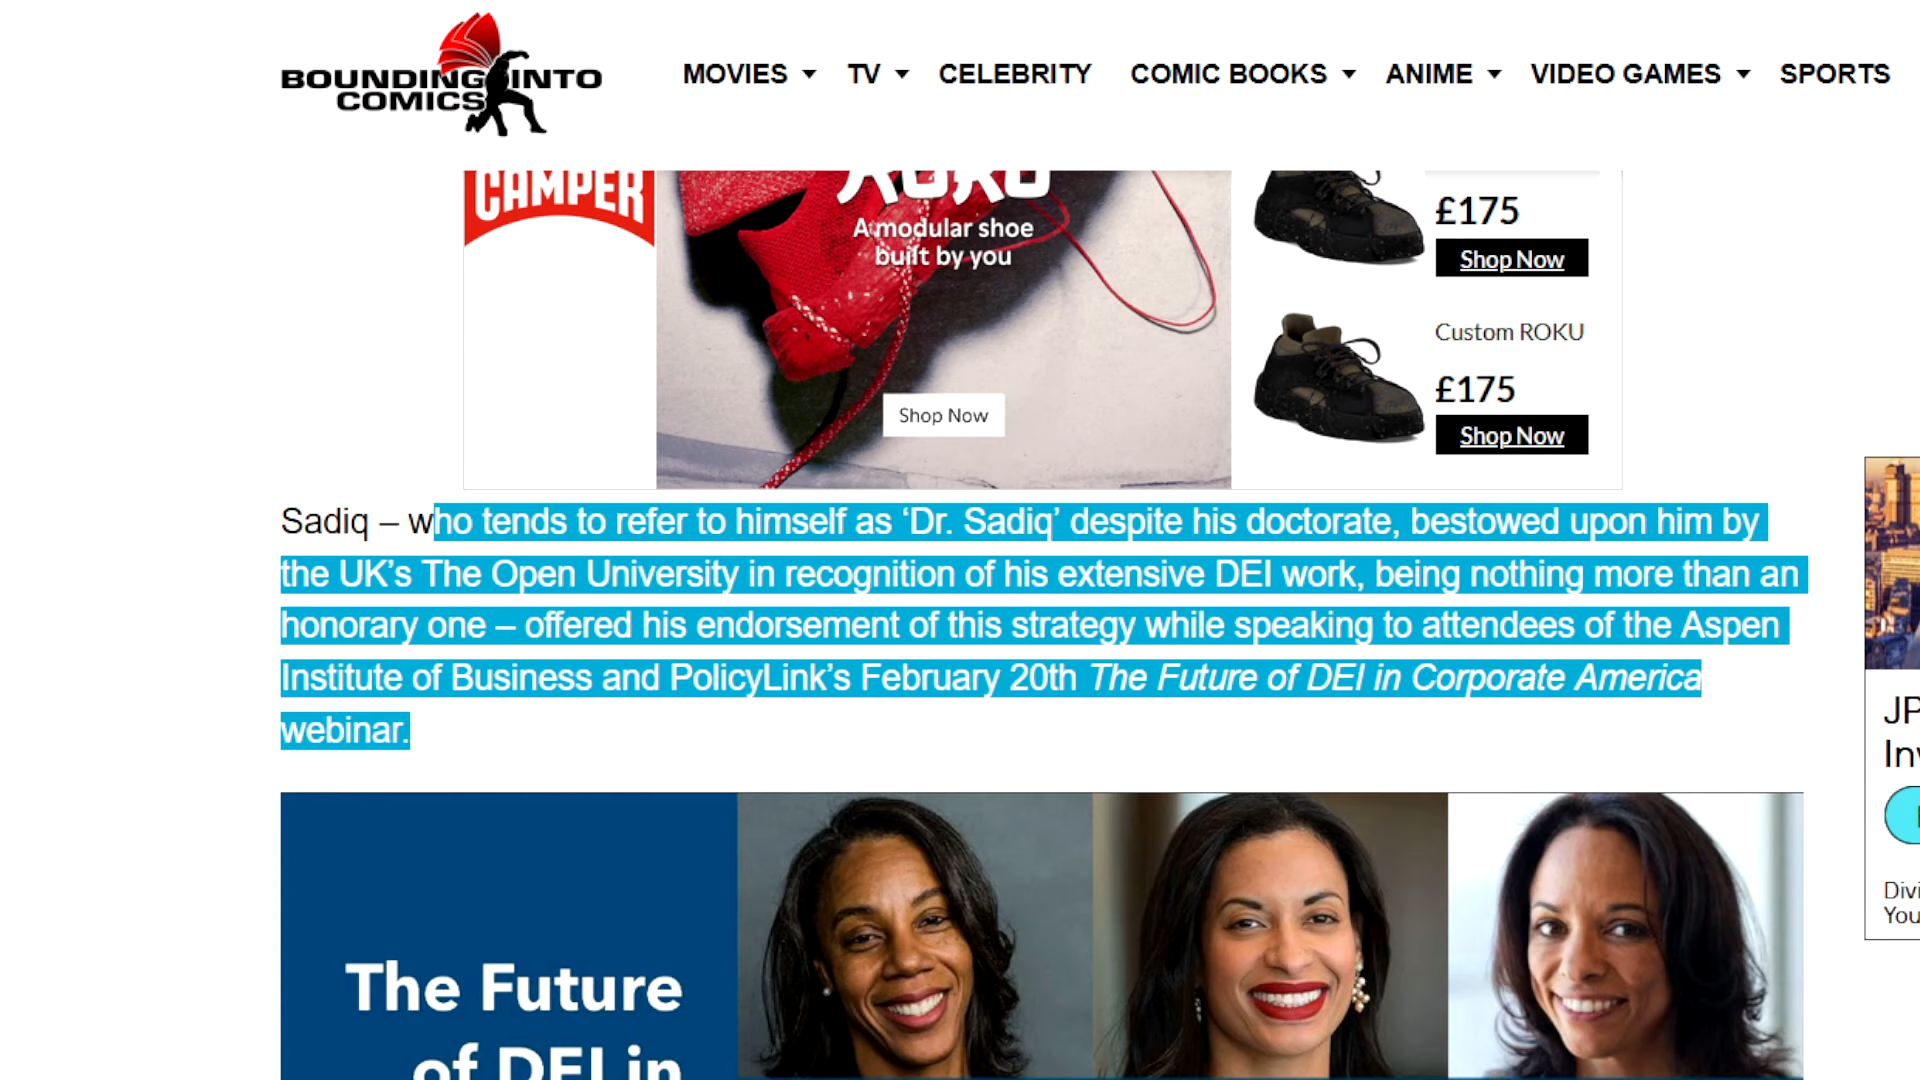 BOUNDING INTO
COMICS
MOVIES
TV
CELEBRITY
COMIC BOOKS
ANIME
VIDEO GAMES
SPORTS
CAMPER
ROKU
A modular shoe
built by you
Shop Now
£175
Shop Now
Custom ROKU
£175
Shop Now
Sadiq – who tends to refer to himself as ‘Dr. Sadiq’ despite his doctorate, bestowed upon him by
the UK’s The Open University in recognition of his extensive DEI work, being nothing more than an
honorary one – offered his endorsement of this strategy while speaking to attendees of the Aspen
Institute of Business and PolicyLink’s February 20th The Future of DEI in Corporate America
webinar.
The Future
of DEI in
JP
Inv
Divi
You